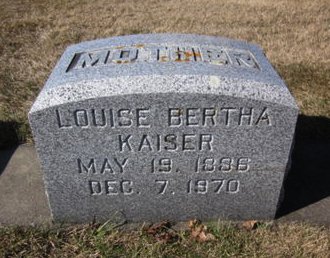 MOTHER
LOUISE BERTHA
KAISER
MAY 19, 1886
DEC. 7, 1970